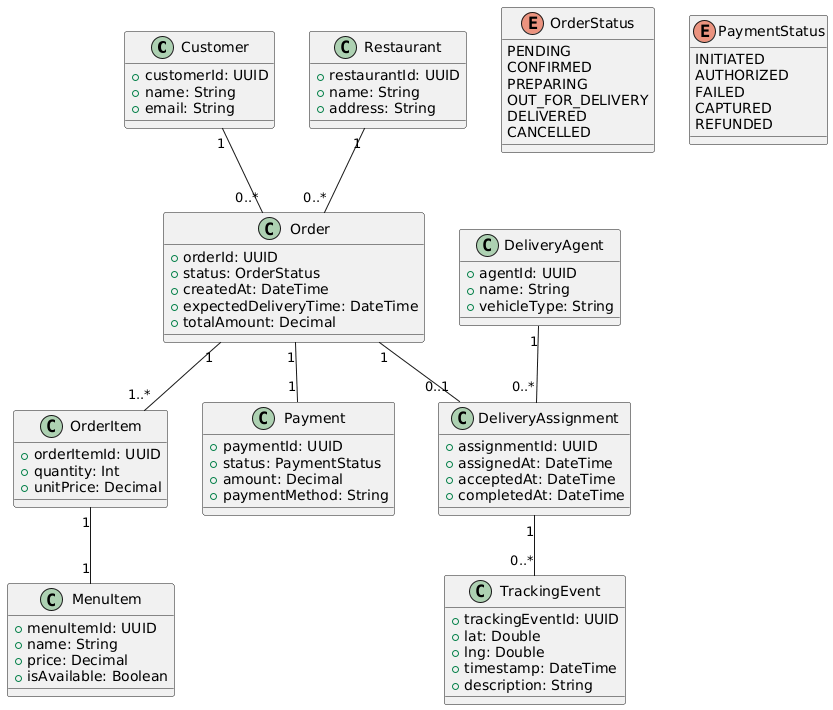 C Customer
customerId: UUID
name: String
email: String
C Restaurant
restaurantId: UUID
name: String
address: String
E OrderStatus
PENDING
CONFIRMED
PREPARING
OUT_FOR_DELIVERY
DELIVERED
CANCELLED
E PaymentStatus
INITIATED
AUTHORIZED
FAILED
CAPTURED
REFUNDED
1
1
0..*
0..*
C Order
orderId: UUID
status: OrderStatus
createdAt: DateTime
expectedDeliveryTime: DateTime
totalAmount: Decimal
C DeliveryAgent
agentId: UUID
name: String
vehicleType: String
1
1
1
1
1..*
1
0..1
0..*
C OrderItem
orderItemId: UUID
quantity: Int
unitPrice: Decimal
C Payment
paymentId: UUID
status: PaymentStatus
amount: Decimal
paymentMethod: String
C DeliveryAssignment
assignmentId: UUID
assignedAt: DateTime
acceptedAt: DateTime
completedAt: DateTime
1
1
1
0..*
C MenuItem
menuItemId: UUID
name: String
price: Decimal
isAvailable: Boolean
C TrackingEvent
trackingEventId: UUID
lat: Double
lng: Double
timestamp: DateTime
description: String